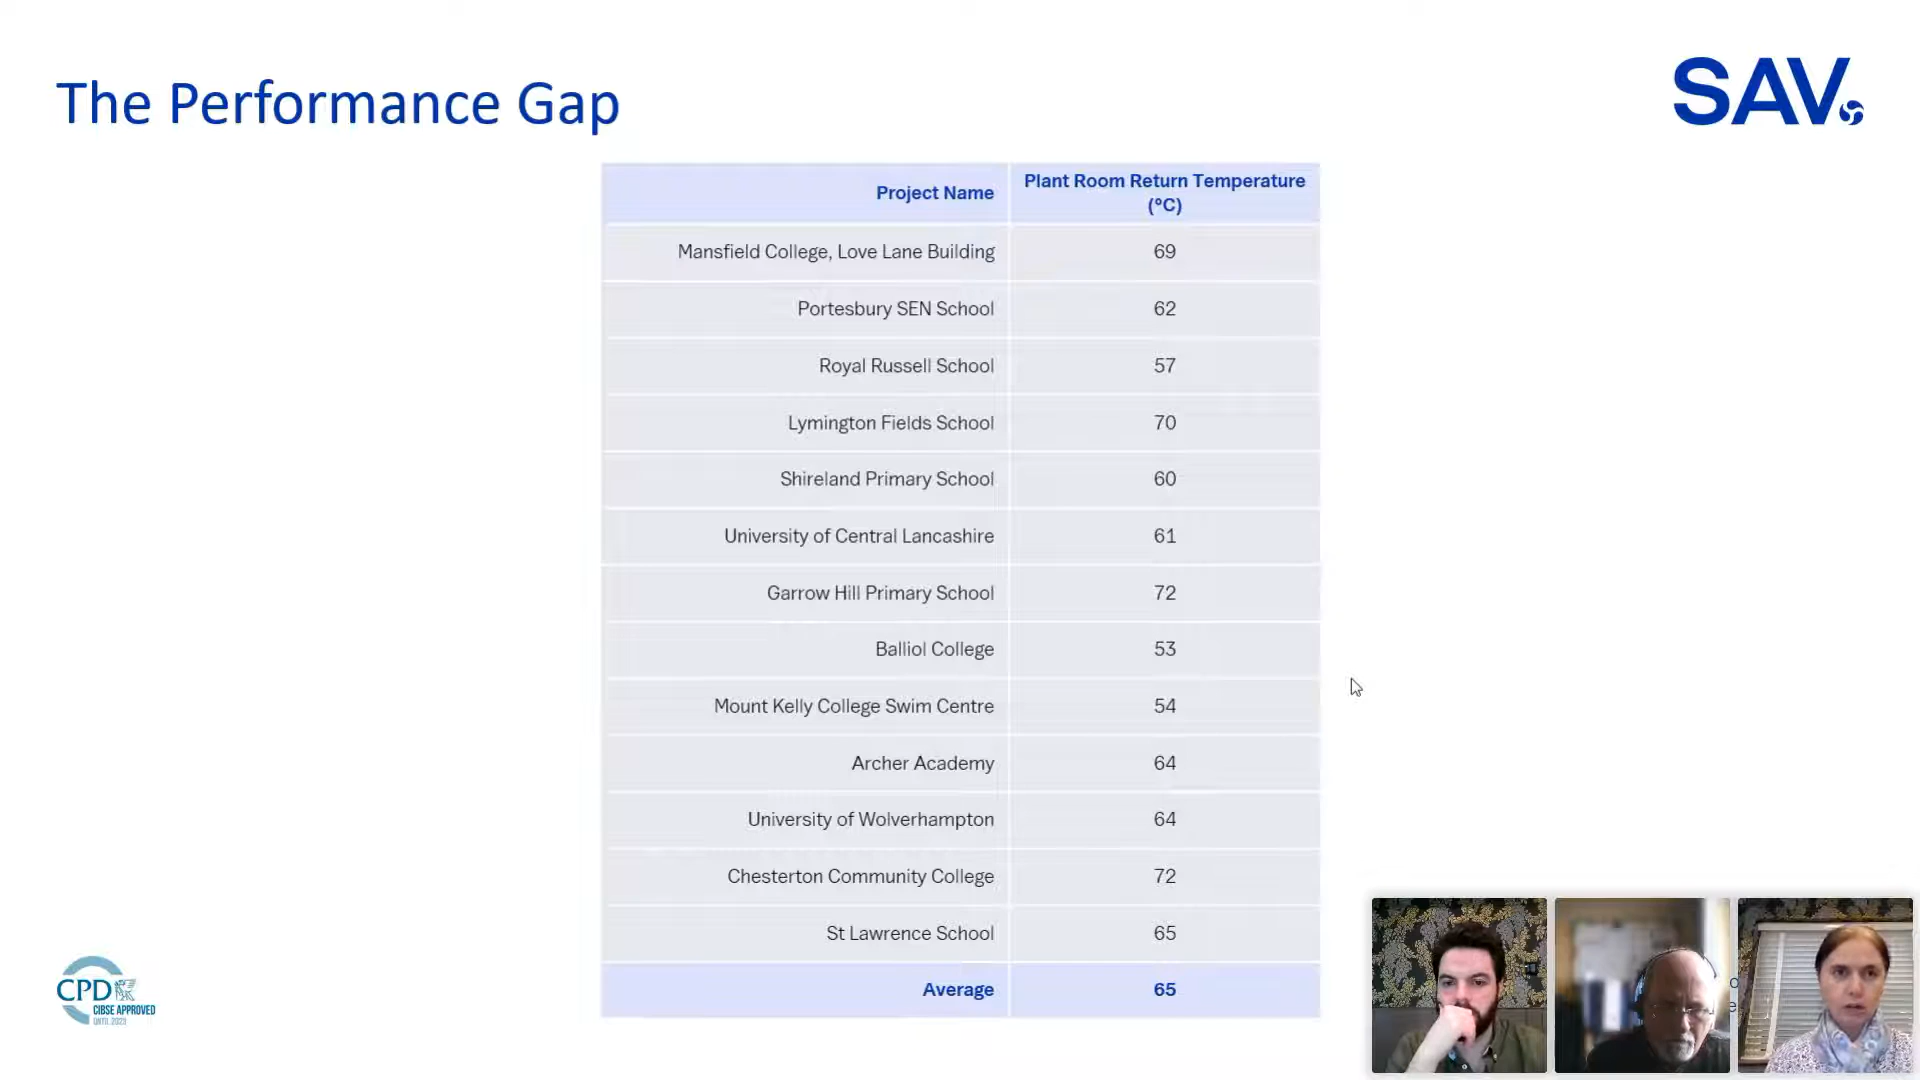 The Performance Gap
SAV
Project Name
Plant Room Return Temperature
(°C)
Mansfield College, Love Lane Building
69
Portesbury SEN School
62
Royal Russell School
57
Lymington Fields School
70
Shireland Primary School
60
University of Central Lancashire
61
Garrow Hill Primary School
72
Balliol College
53
Mount Kelly College Swim Centre
54
Archer Academy
64
University of Wolverhampton
64
Chesterton Community College
72
St Lawrence School
65
Average
65
CPD
CIBSE APPROVED